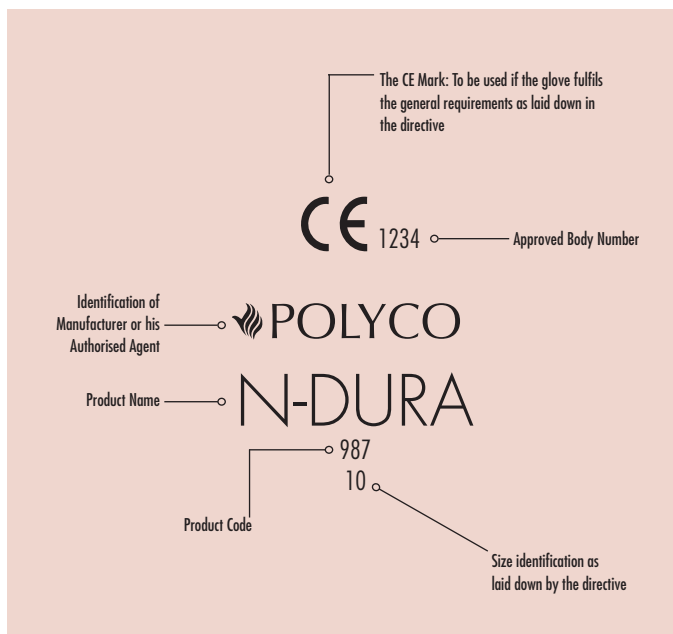 The CE Mark: To be used if the glove fulfils
the general requirements as laid down in
the directive
CE 1234
Approved Body Number
Identification of
Manufacturer or his
Authorised Agent
POLYCO
Product Name
N-DURA
987
10
Product Code
Size identification as
laid down by the directive